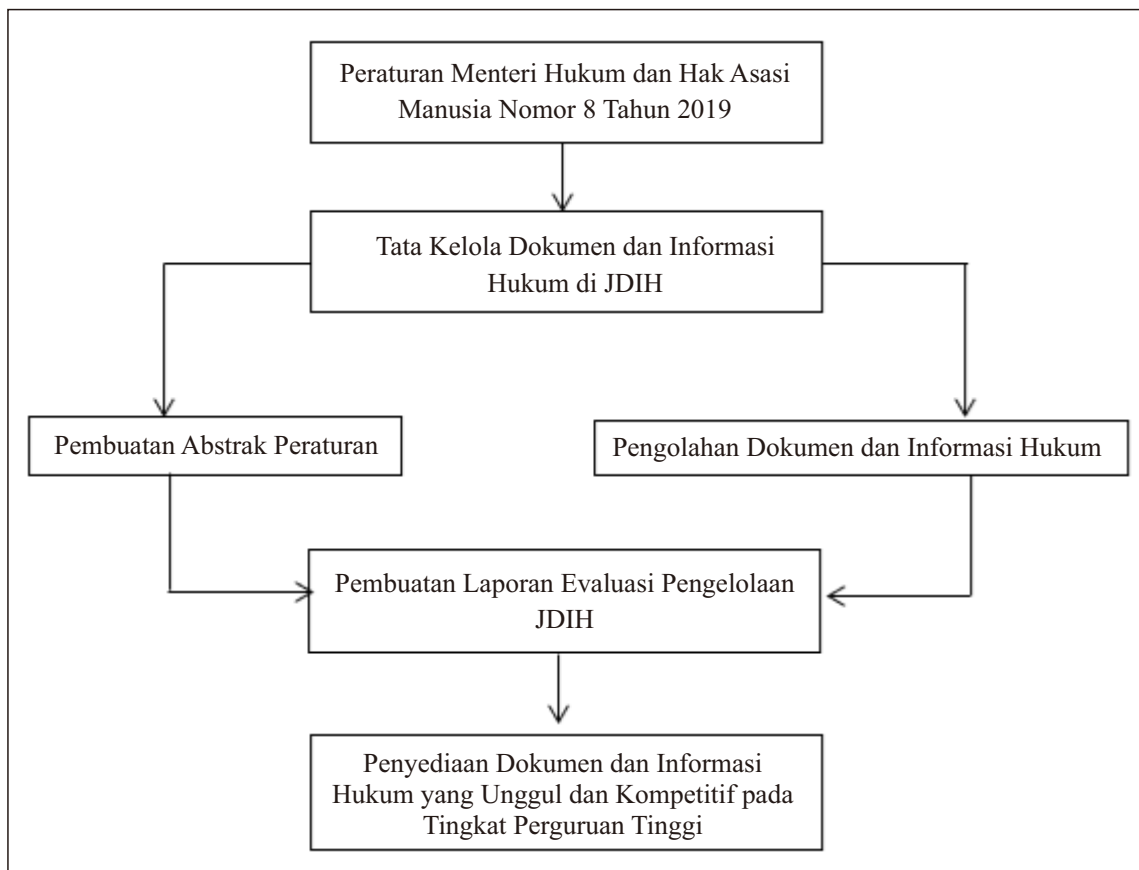 Peraturan Menteri Hukum dan Hak Asasi
Manusia Nomor 8 Tahun 2019
Tata Kelola Dokumen dan Informasi
Hukum di JDIH
Pembuatan Abstrak Peraturan
Pengolahan Dokumen dan Informasi Hukum
Pembuatan Laporan Evaluasi Pengelolaan
JDIH
Penyediaan Dokumen dan Informasi
Hukum yang Unggul dan Kompetitif pada
Tingkat Perguruan Tinggi